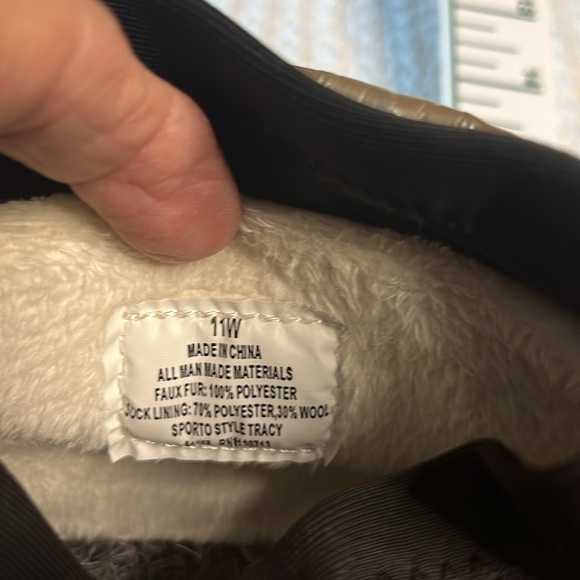 11W
MADE IN CHINA
ALL MAN MADE MATERIALS
FAUX FUR: 100% POLYESTER
SOCK LINING: 70% POLYESTER,30% WOOL
SPORTO STYLE TRACY